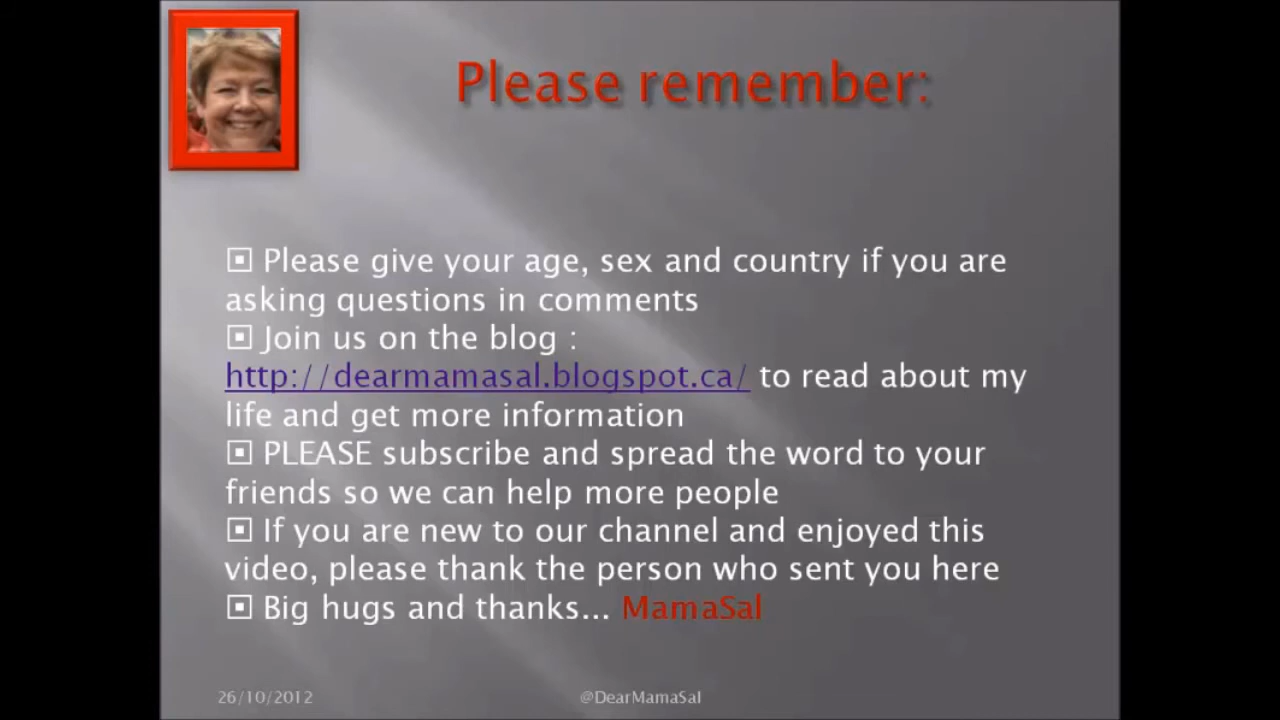 Please remember:
Please give your age, sex and country if you are
asking questions in comments
Join us on the blog :
http://dearmamasal.blogspot.ca/ to read about my
life and get more information
PLEASE subscribe and spread the word to your
friends so we can help more people
If you are new to our channel and enjoyed this
video, please thank the person who sent you here
Big hugs and thanks... MamaSal
26/10/2012 @DearMamaSal